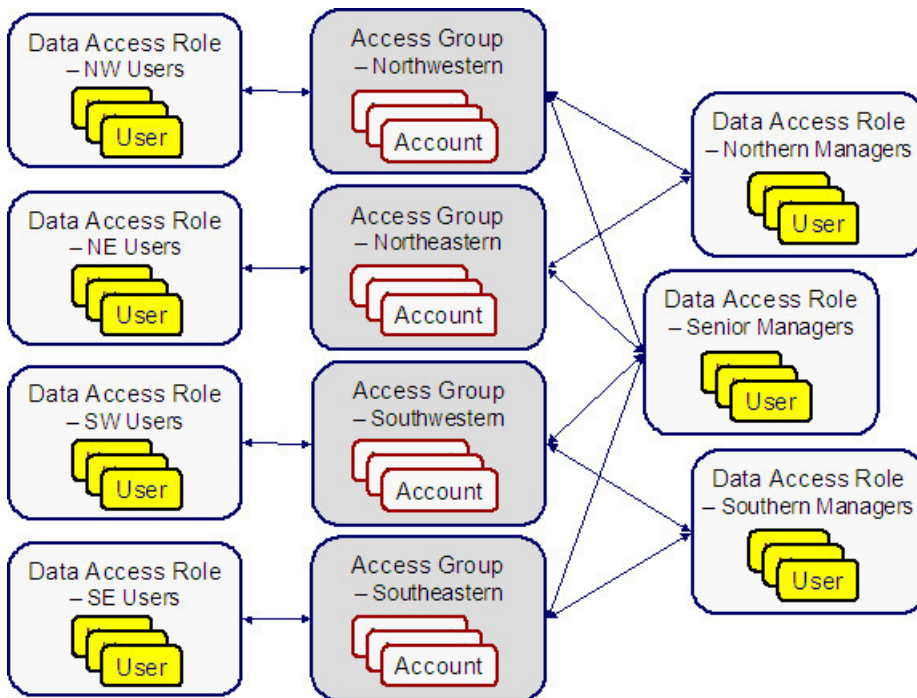 Data Access Role
– NW Users
User
Access Group
– Northwestern
Account
Data Access Role
– Northern Managers
User
Data Access Role
– NE Users
User
Access Group
– Northeastern
Account
Data Access Role
– Senior Managers
User
Data Access Role
– SW Users
User
Access Group
– Southwestern
Account
Data Access Role
– Southern Managers
User
Data Access Role
– SE Users
User
Access Group
– Southeastern
Account